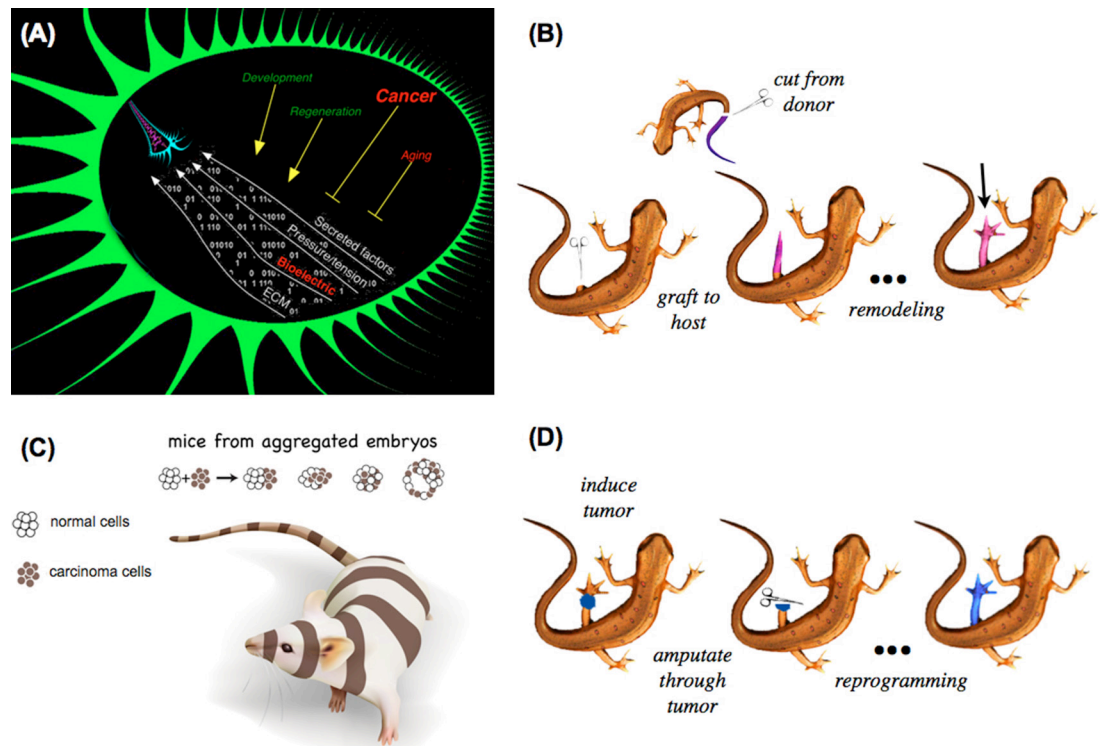 (A)
Development
Regeneration
Cancer
Aging
Secreted factors
Pressure/tension
Bioelectric
ECM
(B)
cut from
donor
graft to
host
remodeling
(C)
mice from aggregated embryos
normal cells
carcinoma cells
(D)
induce
tumor
amputate
through
tumor
reprogramming